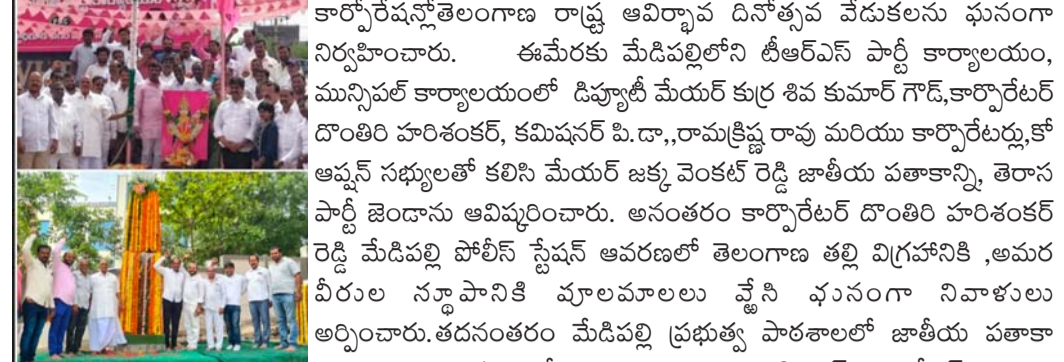 కార్పోరేషన్లోతెలంగాణ రాష్ట్ర ఆవిర్భావ దినోత్సవ వేడుకలను ఘనంగా
నిర్వహించారు. ఈమేరకు మేడిపల్లిలోని టీఆర్ఎస్ పార్టీ కార్యాలయం,
మున్సిపల్ కార్యాలయంలో డిప్యూటీ మేయర్ కుర్ర శివ కుమార్ గౌడ్,కార్పొరేటర్
దొంతిరి హరిశంకర్, కమిషనర్ పి.డా,,రామక్రిష్ణ రావు మరియు కార్పొరేటర్లు,కో
ఆప్షన్ సభ్యులతో కలిసి మేయర్ జక్క వెంకట్ రెడ్డి జాతీయ పతాకాన్ని, తెరాస
పార్టీ జెండాను ఆవిష్కరించారు. అనంతరం కార్పొరేటర్ దొంతిరి హరిశంకర్
రెడ్డి మేడిపల్లి పోలీస్ స్టేషన్ ఆవరణలో తెలంగాణ తల్లి విగ్రహానికి ,అమర
వీరుల స్థూపానికి పూలమాలలు వ్టేసి ఘనంగా నివాళులు
అర్పించారు.తదనంతరం మేడిపల్లి ప్రభుత్వ పాఠశాలలో జాతీయ పతాకా